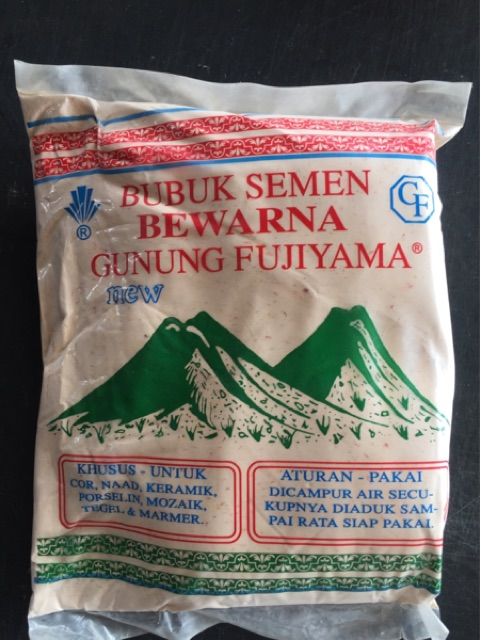 BUBUK SEMEN
BEWARNA
GUNUNG FUJIYAMA®
new
®
GF
KHUSUS - UNTUK
COR, NAAD, KERAMIK,
PORSELIN, MOZAIK,
TEGEL & MARMER.
ATURAN - PAKAI
DICAMPUR AIR SECU-
KUPNYA DIADUK SAM-
PAI RATA SIAP PAKAI.